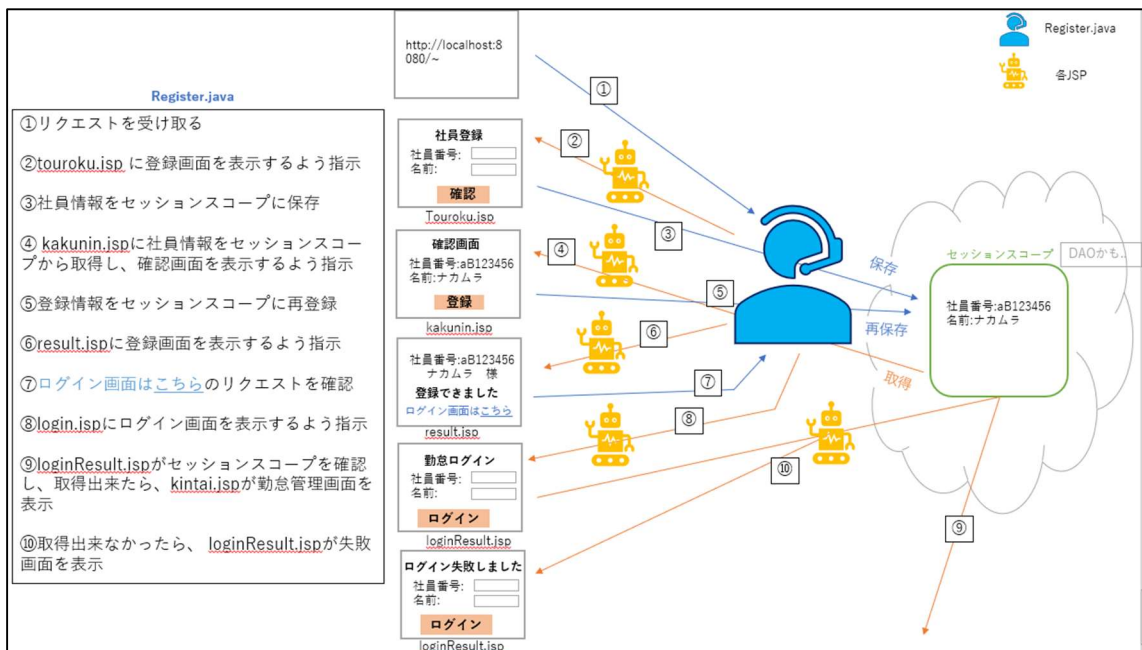 Register.java
①リクエストを受け取る
②touroku.jsp に登録画面を表示するよう指示
③社員情報をセッションスコープに保存
④ kakunin.jspに社員情報をセッションスコー
プから取得し、確認画面を表示するよう指示
⑤登録情報をセッションスコープに再登録
⑥result.jspに登録画面を表示するよう指示
⑦ログイン画面はこちらのリクエストを確認
⑧login.jspにログイン画面を表示するよう指示
⑨loginResult.jspがセッションスコープを確認
し、取得出来たら、kintai.jspが勤怠管理画面を
表示
⑩取得出来なかったら、 loginResult.jspが失敗
画面を表示
http://localhost:8
080/~
社員登録
社員番号:
名前:
確認
Touroku.jsp
確認画面
社員番号:aB123456
名前:ナカムラ
登録
kakunin.jsp
社員番号:aB123456
ナカムラ 様
登録できました
ログイン画面はこちら
result.jsp
勤怠ログイン
社員番号:
名前:
ログイン
loginResult.jsp
ログイン失敗しました
社員番号:
名前:
ログイン
loginResult.jsp
①
②
③
④
⑤
⑥
⑦
⑧
⑩
⑨
保存
再保存
取得
セッションスコープ
DAOかも..
社員番号:aB123456
名前:ナカムラ
Register.java
各JSP